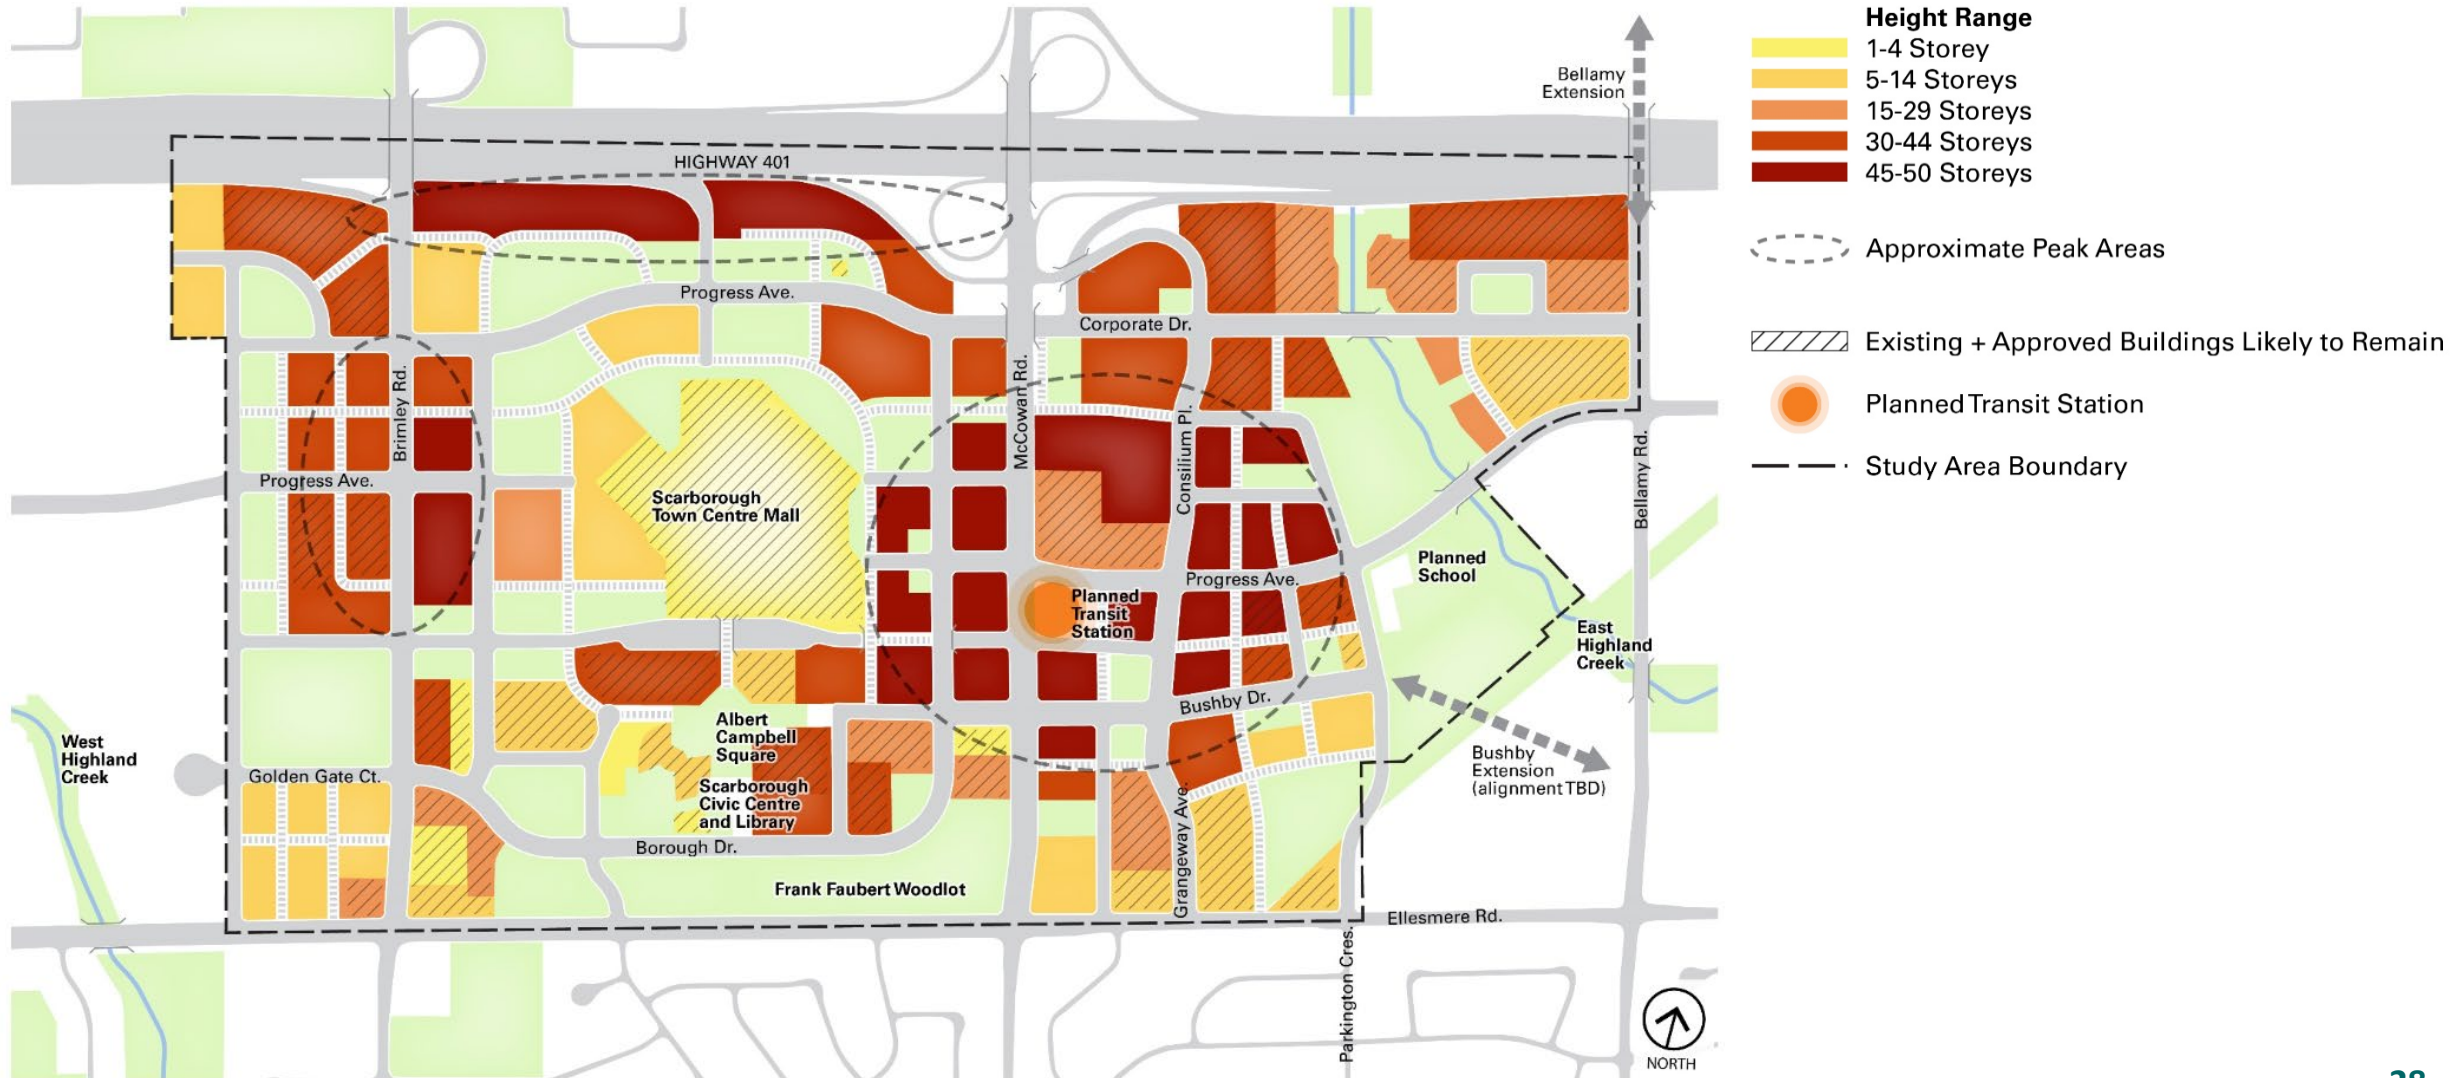 Height Range
1-4 Storey
5-14 Storeys
15-29 Storeys
30-44 Storeys
45-50 Storeys
Approximate Peak Areas
Existing + Approved Buildings Likely to Remain
Planned Transit Station
Study Area Boundary
Bellamy
Extension
HIGHWAY 401
Progress Ave.
Corporate Dr.
Brimley Rd.
McCowan Rd.
Consilium Pl.
Bellamy Rd.
Progress Ave.
Scarborough
Town Centre Mall
Planned
School
Progress Ave.
Planned
Transit
Station
East
Highland
Creek
Bushby Dr.
West
Highland
Creek
Albert
Campbell
Square
Bushby
Extension
(alignment TBD)
Golden Gate Ct.
Scarborough
Civic Centre
and Library
Grangeway Ave.
Borough Dr.
Frank Faubert Woodlot
Ellesmere Rd.
Parkington Cres.
NORTH